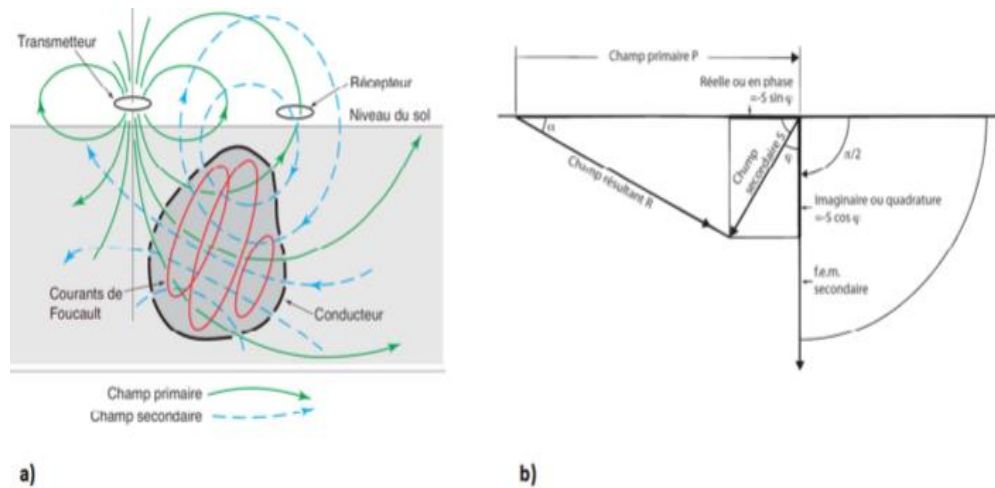 Transmetteur
Récepteur
Niveau du sol
Courants de
Foucault
Conducteur
Champ primaire
Champ secondaire
a)
Champ primaire P
Réelle ou en phase
=-S sin φ
α
Champ résultant R
Champ
secondaire S
φ
π/2
Imaginaire ou quadrature
=-S cos φ
f.e.m.
secondaire
b)